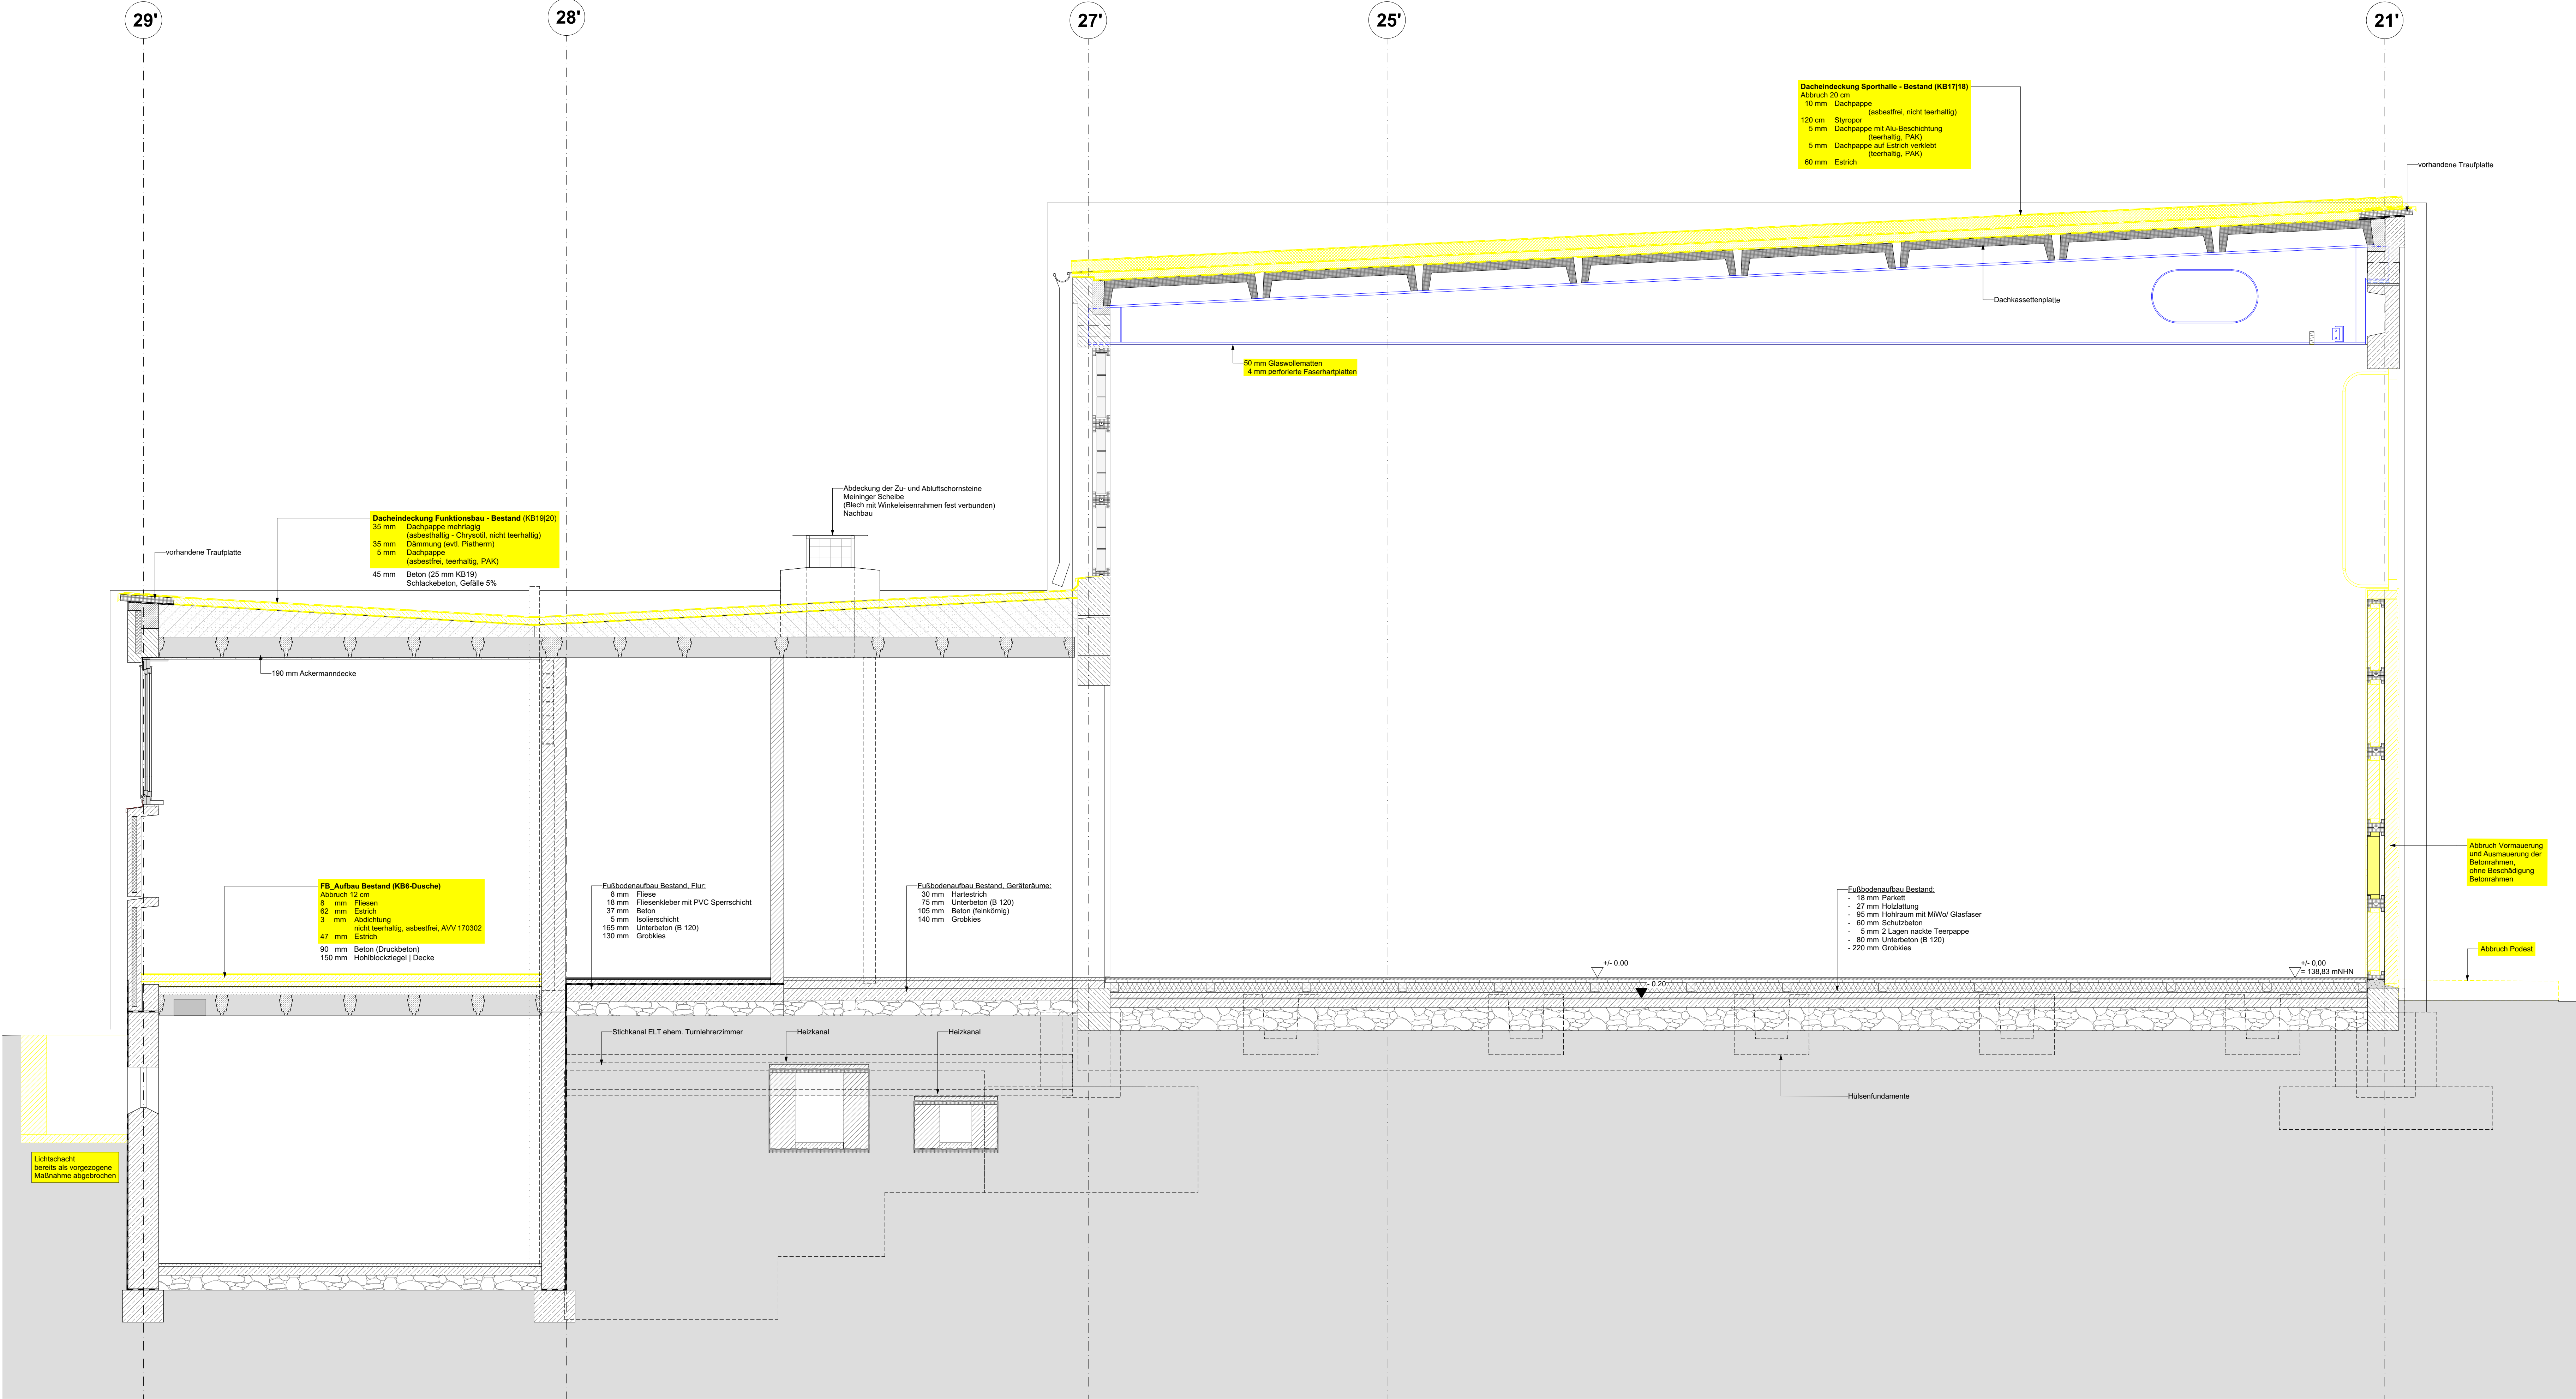 29'
28'
27'
25'
21'
Dacheindeckung Sporthalle - Bestand (KB17|18)
Abbruch 20 cm
10 mm Dachpappe
(asbestfrei, nicht teerhaltig)
120 cm Styropor
5 mm Dachpappe mit Alu-Beschichtung
(teerhaltig, PAK)
5 mm Dachpappe auf Estrich verklebt
(teerhaltig, PAK)
60 mm Estrich
vorhandene Traufplatte
Dachkassettenplatte
50 mm Glaswollematten
4 mm perforierte Faserhartplatten
Abdeckung der Zu- und Abluftschornsteine
Meininger Scheibe
(Blech mit Winkeleisenrahmen fest verbunden)
Nachbau
Dacheindeckung Funktionsbau - Bestand (KB19|20)
35 mm Dachpappe mehrlagig
(asbesthaltig - Chrysotil, nicht teerhaltig)
35 mm Dämmung (evtl. Piatherm)
5 mm Dachpappe
(asbestfrei, teerhaltig, PAK)
45 mm Beton (25 mm KB19)
Schlackebeton, Gefälle 5%
vorhandene Traufplatte
190 mm Ackermanndecke
FB_Aufbau Bestand (KB6-Dusche)
Abbruch 12 cm
8 mm Fliesen
62 mm Estrich
3 mm Abdichtung
nicht teerhaltig, asbestfrei, AVV 170302
47 mm Estrich
90 mm Beton (Druckbeton)
150 mm Hohlblockziegel | Decke
Fußbodenaufbau Bestand, Flur:
8 mm Fliese
18 mm Fliesenkleber mit PVC Sperrschicht
37 mm Beton
5 mm Isolierschicht
165 mm Unterbeton (B 120)
130 mm Grobkies
Fußbodenaufbau Bestand, Geräteräume:
30 mm Hartestrich
75 mm Unterbeton (B 120)
105 mm Beton (feinkörnig)
140 mm Grobkies
Fußbodenaufbau Bestand:
- 18 mm Parkett
- 27 mm Holzlattung
- 95 mm Hohlraum mit MiWo/ Glasfaser
- 60 mm Schutzbeton
- 5 mm 2 Lagen nackte Teerpappe
- 80 mm Unterbeton (B 120)
- 220 mm Grobkies
Abbruch Vormauerung
und Ausmauerung der
Betonrahmen,
ohne Beschädigung
Betonrahmen
Abbruch Podest
+/- 0.00
+/- 0,00
= 138,83 mNHN
- 0.20
Stichkanal ELT ehem. Turnlehrerzimmer
Heizkanal
Heizkanal
Hülsenfundamente
Lichtschacht
bereits als vorgezogene
Maßnahme abgebrochen